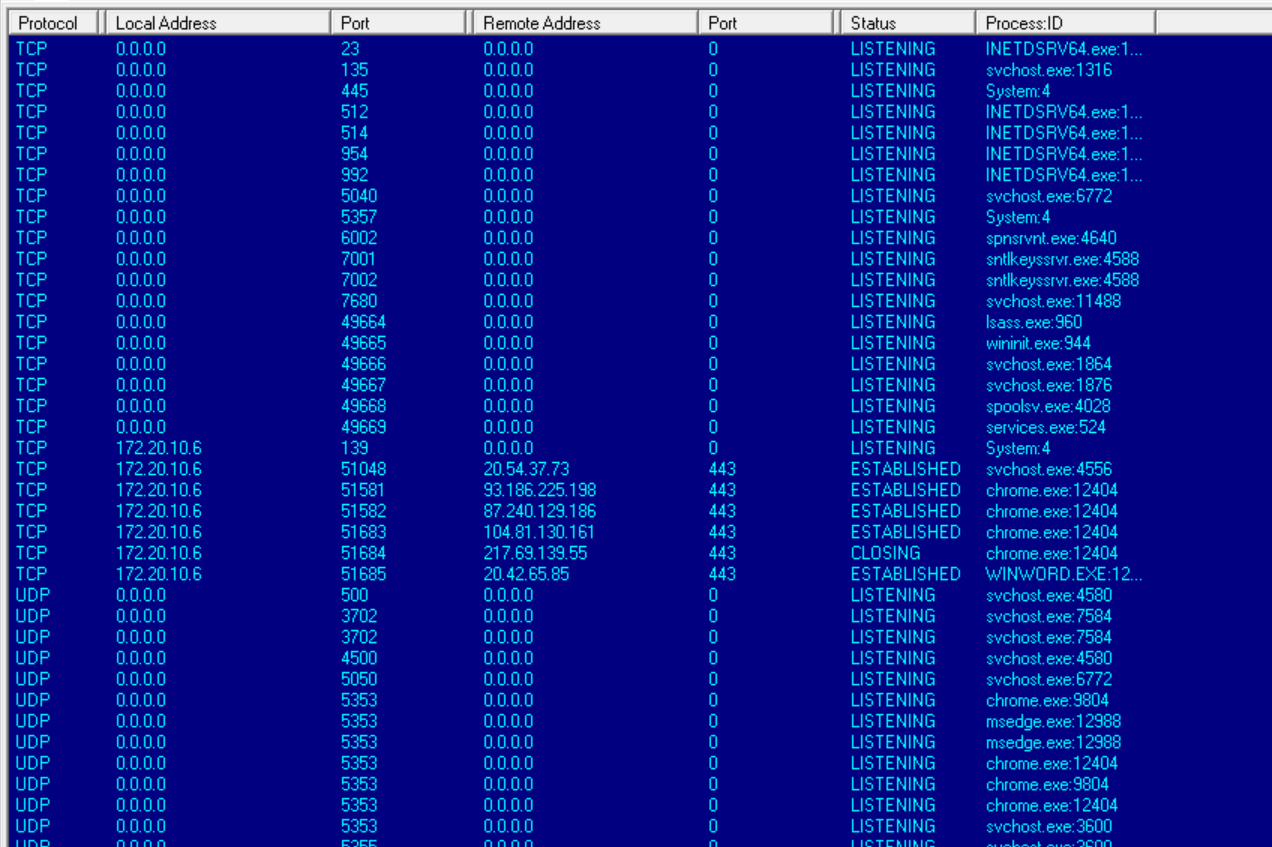 Protocol Local Address Port Remote Address Port Status Process:ID
TCP 0.0.0.0 23 0.0.0.0 0 LISTENING INETDSRV64.exe:1...
TCP 0.0.0.0 135 0.0.0.0 0 LISTENING svchost.exe:1316
TCP 0.0.0.0 445 0.0.0.0 0 LISTENING System:4
TCP 0.0.0.0 512 0.0.0.0 0 LISTENING INETDSRV64.exe:1...
TCP 0.0.0.0 514 0.0.0.0 0 LISTENING INETDSRV64.exe:1...
TCP 0.0.0.0 954 0.0.0.0 0 LISTENING INETDSRV64.exe:1...
TCP 0.0.0.0 992 0.0.0.0 0 LISTENING INETDSRV64.exe:1...
TCP 0.0.0.0 5040 0.0.0.0 0 LISTENING svchost.exe:6772
TCP 0.0.0.0 5357 0.0.0.0 0 LISTENING System:4
TCP 0.0.0.0 6002 0.0.0.0 0 LISTENING spnsrvnt.exe:4640
TCP 0.0.0.0 7001 0.0.0.0 0 LISTENING sntlkeyssrvr.exe:4588
TCP 0.0.0.0 7002 0.0.0.0 0 LISTENING sntlkeyssrvr.exe:4588
TCP 0.0.0.0 7680 0.0.0.0 0 LISTENING svchost.exe:11488
TCP 0.0.0.0 49664 0.0.0.0 0 LISTENING lsass.exe:960
TCP 0.0.0.0 49665 0.0.0.0 0 LISTENING wininit.exe:944
TCP 0.0.0.0 49666 0.0.0.0 0 LISTENING svchost.exe:1864
TCP 0.0.0.0 49667 0.0.0.0 0 LISTENING svchost.exe:1876
TCP 0.0.0.0 49668 0.0.0.0 0 LISTENING spoolsv.exe:4028
TCP 0.0.0.0 49669 0.0.0.0 0 LISTENING services.exe:524
TCP 172.20.10.6 139 0.0.0.0 0 LISTENING System:4
TCP 172.20.10.6 51048 20.54.37.73 443 ESTABLISHED svchost.exe:4556
TCP 172.20.10.6 51581 93.186.225.198 443 ESTABLISHED chrome.exe:12404
TCP 172.20.10.6 51582 87.240.129.186 443 ESTABLISHED chrome.exe:12404
TCP 172.20.10.6 51683 104.81.130.161 443 ESTABLISHED chrome.exe:12404
TCP 172.20.10.6 51684 217.69.139.55 443 CLOSING chrome.exe:12404
TCP 172.20.10.6 51685 20.42.65.85 443 ESTABLISHED WINWORD.EXE:12...
UDP 0.0.0.0 500 0.0.0.0 0 LISTENING svchost.exe:4580
UDP 0.0.0.0 3702 0.0.0.0 0 LISTENING svchost.exe:7584
UDP 0.0.0.0 3702 0.0.0.0 0 LISTENING svchost.exe:7584
UDP 0.0.0.0 4500 0.0.0.0 0 LISTENING svchost.exe:4580
UDP 0.0.0.0 5050 0.0.0.0 0 LISTENING svchost.exe:6772
UDP 0.0.0.0 5353 0.0.0.0 0 LISTENING chrome.exe:9804
UDP 0.0.0.0 5353 0.0.0.0 0 LISTENING msedge.exe:12988
UDP 0.0.0.0 5353 0.0.0.0 0 LISTENING msedge.exe:12988
UDP 0.0.0.0 5353 0.0.0.0 0 LISTENING chrome.exe:12404
UDP 0.0.0.0 5353 0.0.0.0 0 LISTENING chrome.exe:9804
UDP 0.0.0.0 5353 0.0.0.0 0 LISTENING chrome.exe:12404
UDP 0.0.0.0 5353 0.0.0.0 0 LISTENING svchost.exe:3600
UDP 0.0.0.0 5355 0.0.0.0 0 LISTENING svchost.exe:3600